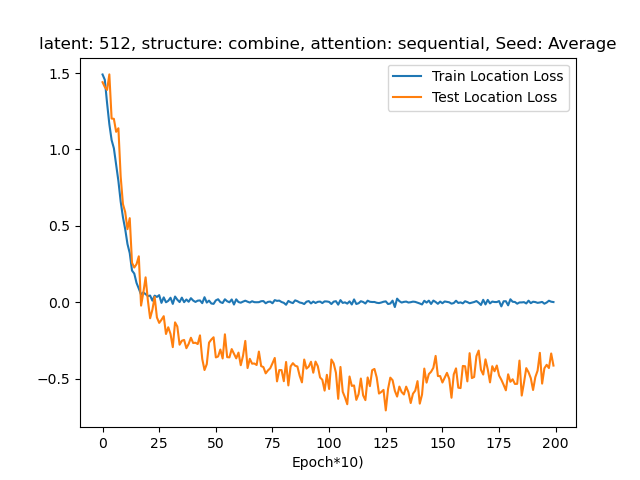 latent: 512, structure: combine, attention: sequential, Seed: Average
Train Location Loss
Test Location Loss
1.5
1.0
0.5
0.0
−0.5
0 25 50 75 100 125 150 175 200
Epoch*10)